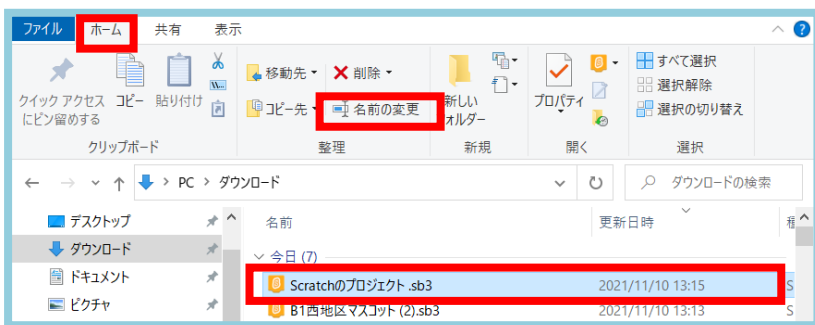 ファイル ホーム 共有 表示
クイック アクセス
にピン留めする
コピー 貼り付け
移動先 削除
コピー先 名前の変更
新しい
フォルダー
プロパティ
すべて選択
選択解除
選択の切り替え
クリップボード 整理 新規 開く 選択
PC ダウンロード ダウンロードの検索
デスクトップ
ダウンロード
ドキュメント
ピクチャ
名前 更新日時
今日 (7)
Scratchのプロジェクト .sb3 2021/11/10 13:15
B1西地区マスコット (2).sb3 2021/11/10 13:13